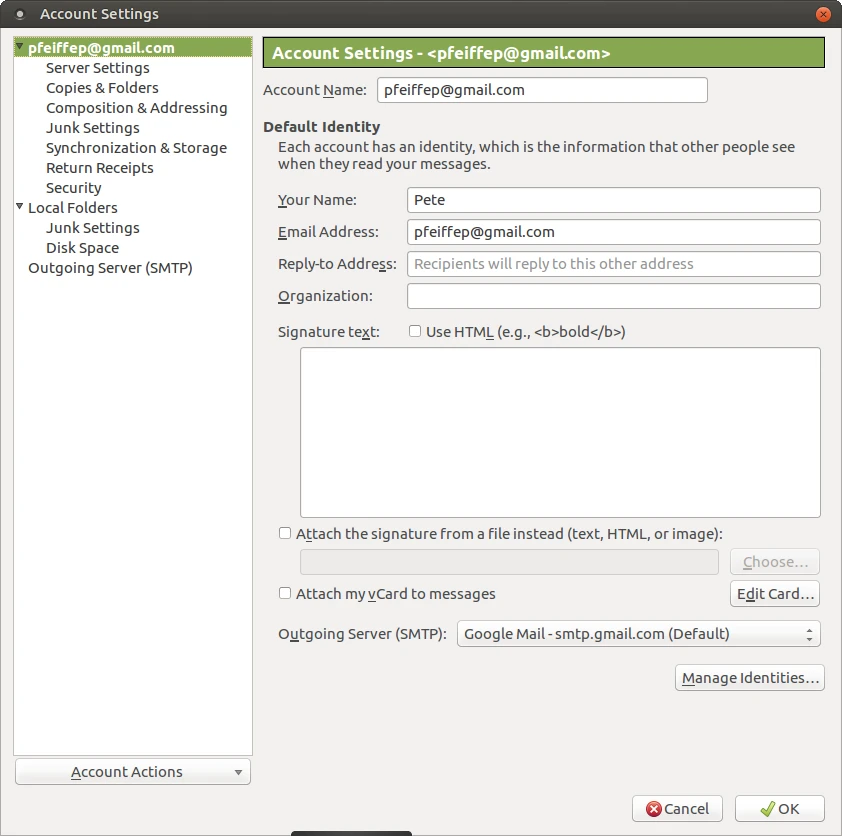 Account Settings
pfeiffep@gmail.com
Server Settings
Copies & Folders
Composition & Addressing
Junk Settings
Synchronization & Storage
Return Receipts
Security
Local Folders
Junk Settings
Disk Space
Outgoing Server (SMTP)
Account Actions
Account Settings - <pfeiffep@gmail.com>
Account Name: pfeiffep@gmail.com
Default Identity
Each account has an identity, which is the information that other people see
when they read your messages.
Your Name: Pete
Email Address: pfeiffep@gmail.com
Reply-to Address: Recipients will reply to this other address
Organization:
Signature text: Use HTML (e.g., <b>bold</b>)
Attach the signature from a file instead (text, HTML, or image):
Choose...
Attach my vCard to messages Edit Card...
Outgoing Server (SMTP): Google Mail - smtp.gmail.com (Default)
Manage Identities...
Cancel OK